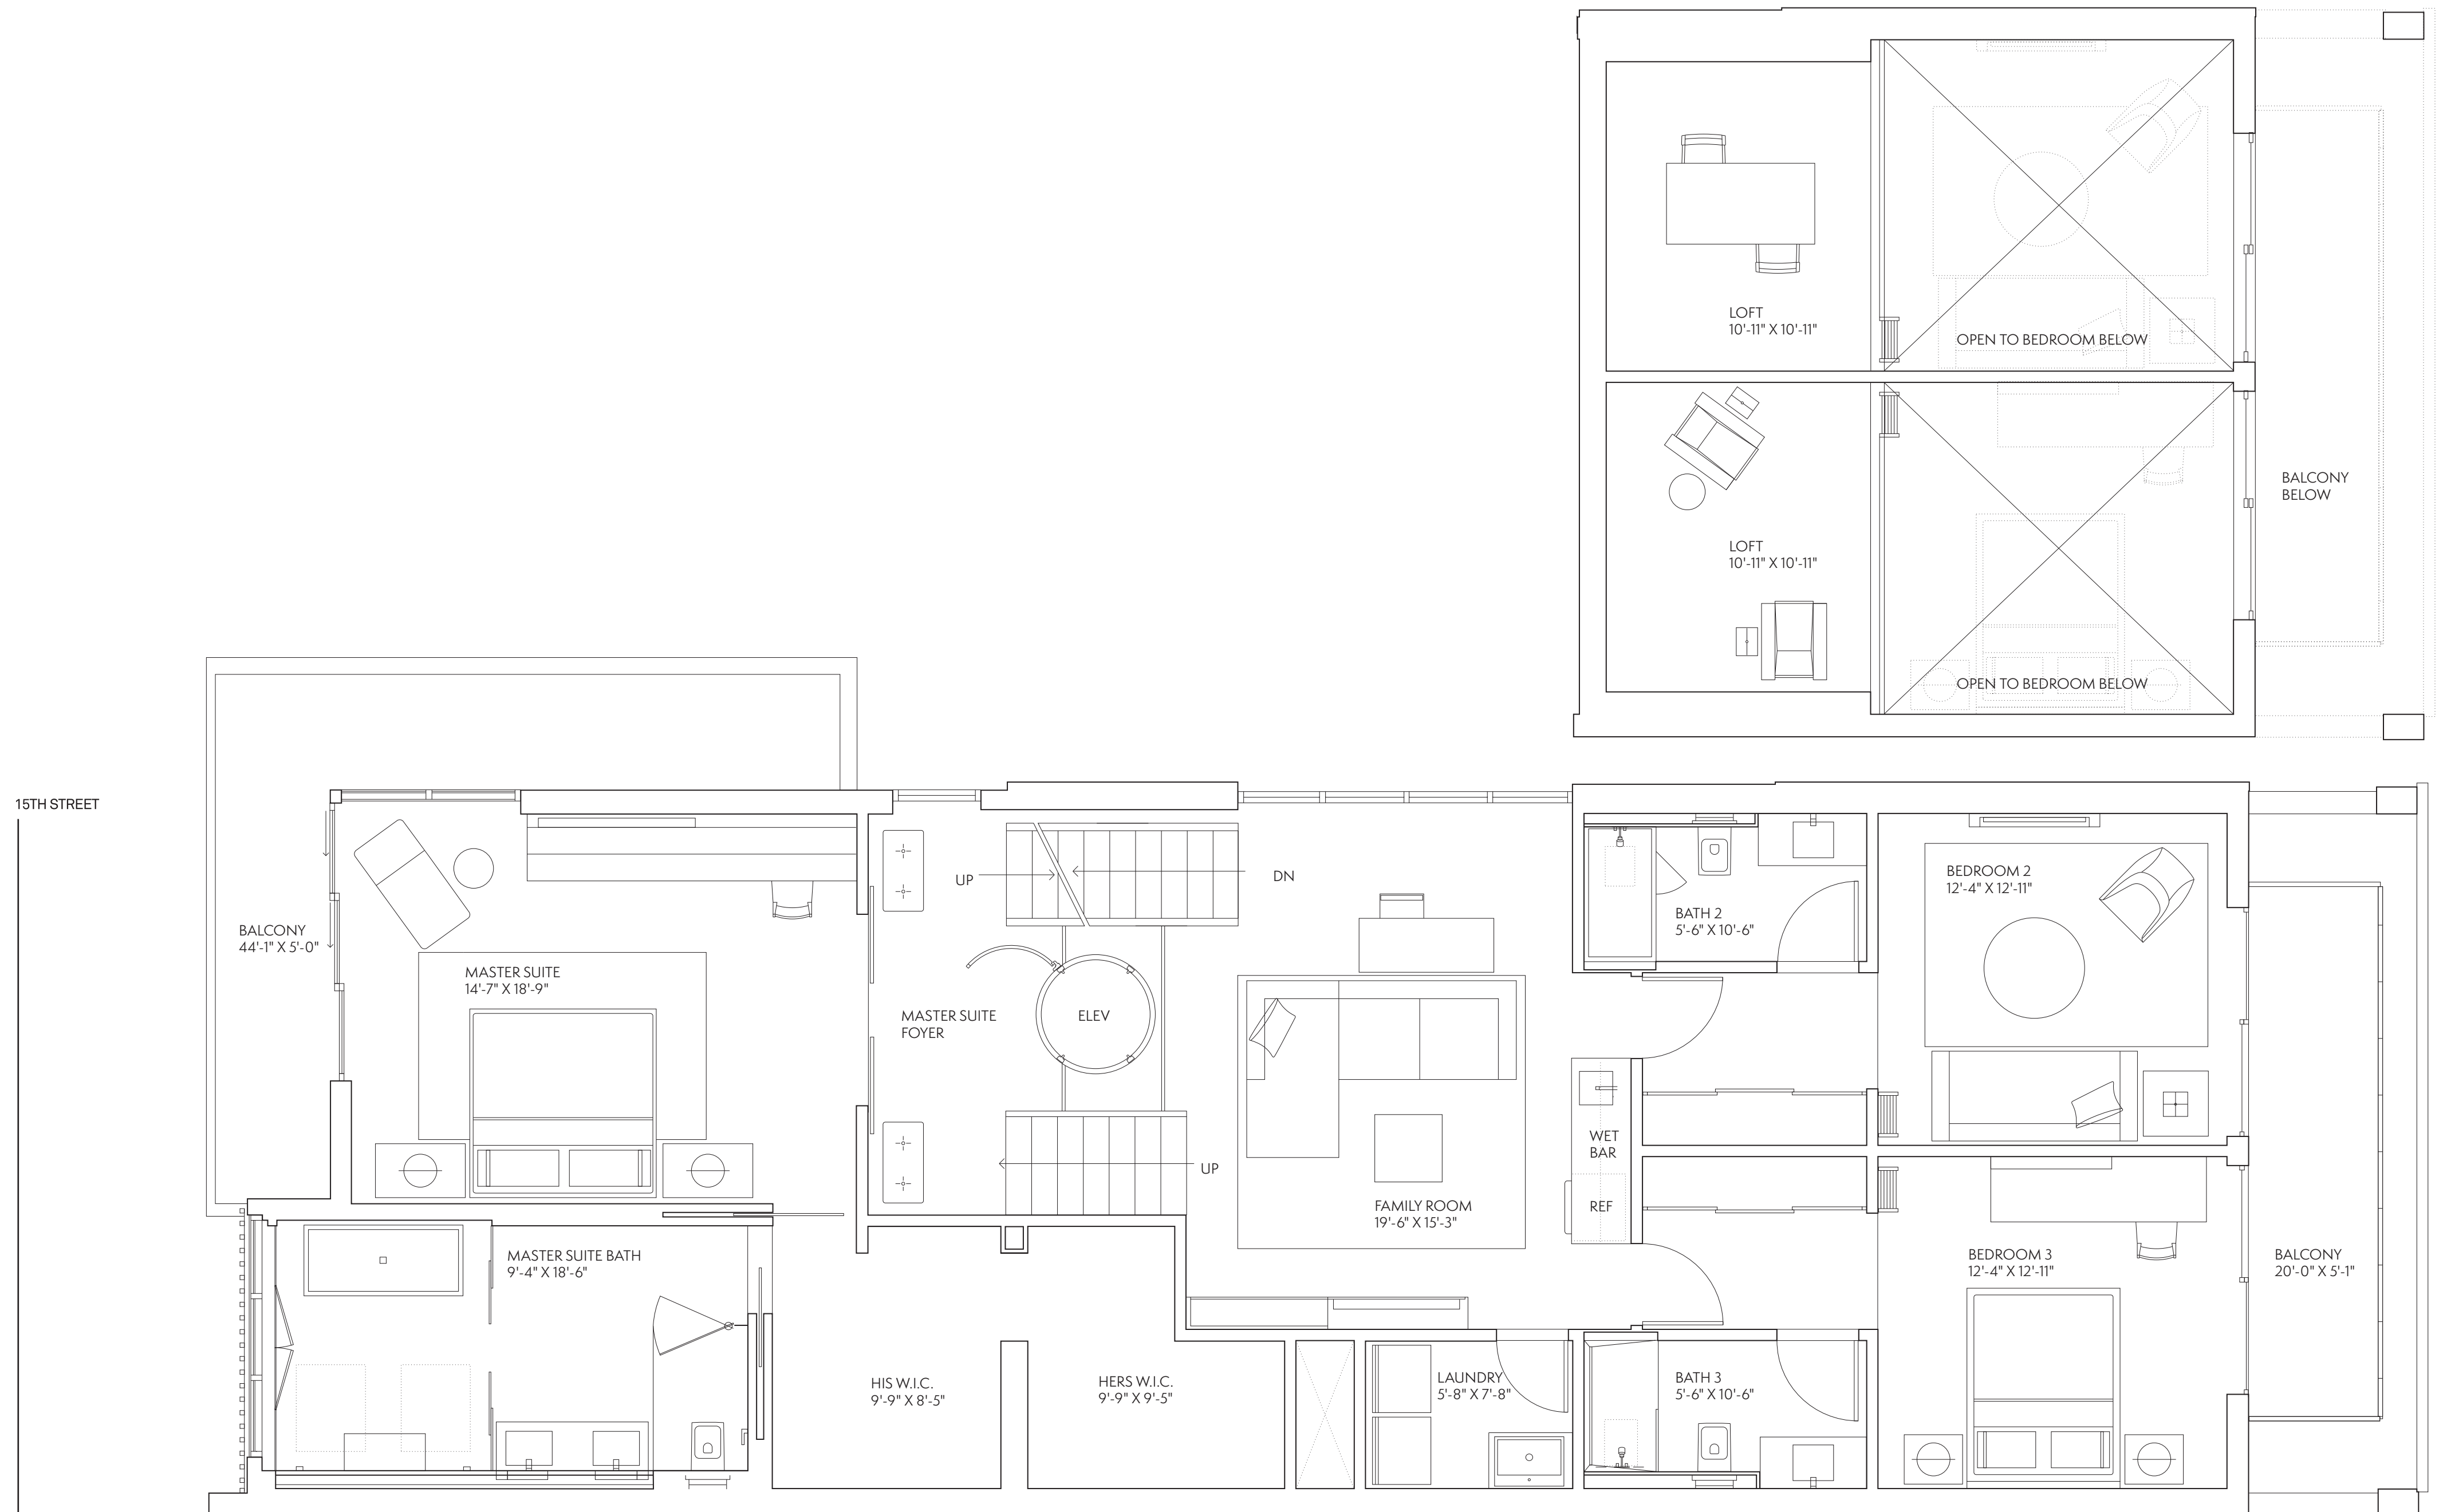 LOFT
10'-11" X 10'-11"
OPEN TO BEDROOM BELOW
BALCONY
BELOW
LOFT
10'-11" X 10'-11"
OPEN TO BEDROOM BELOW
15TH STREET
BALCONY
44'-1" X 5'-0"
MASTER SUITE
14'-7" X 18'-9"
UP
DN
MASTER SUITE
FOYER
ELEV
UP
BATH 2
5'-6" X 10'-6"
BEDROOM 2
12'-4" X 12'-11"
WET
BAR
REF
FAMILY ROOM
19'-6" X 15'-3"
MASTER SUITE BATH
9'-4" X 18'-6"
BEDROOM 3
12'-4" X 12'-11"
BALCONY
20'-0" X 5'-1"
HIS W.I.C.
9'-9" X 8'-5"
HERS W.I.C.
9'-9" X 9'-5"
LAUNDRY
5'-8" X 7'-8"
BATH 3
5'-6" X 10'-6"